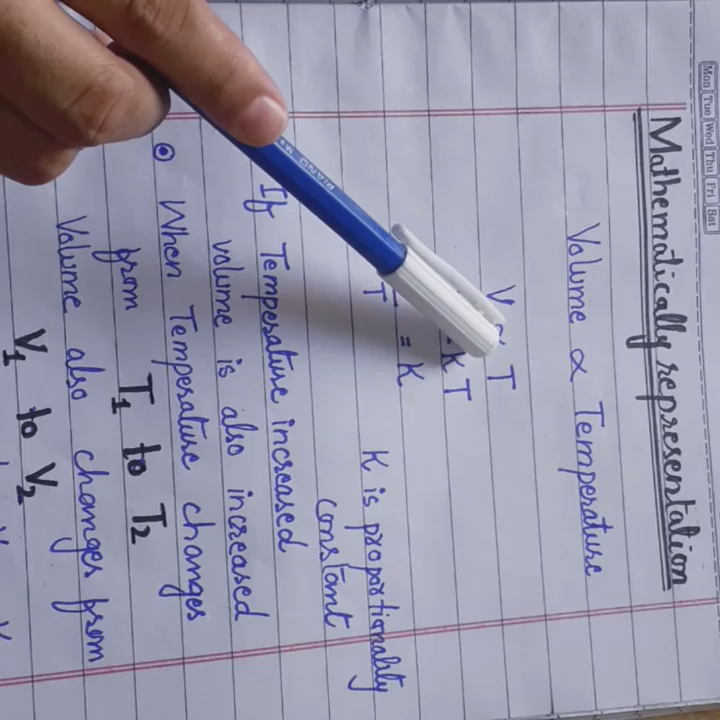 Mon Tue Wed Thu Fri Sat
Mathematically representation
Volume ∝ Temperature
V ∝ T
= K T
T = K
K is proportionality
constant
If Temperature increased
volume is also increased
When Temperature changes
from T1 to T2
Volume also changes from
V1 to V2
PIANO